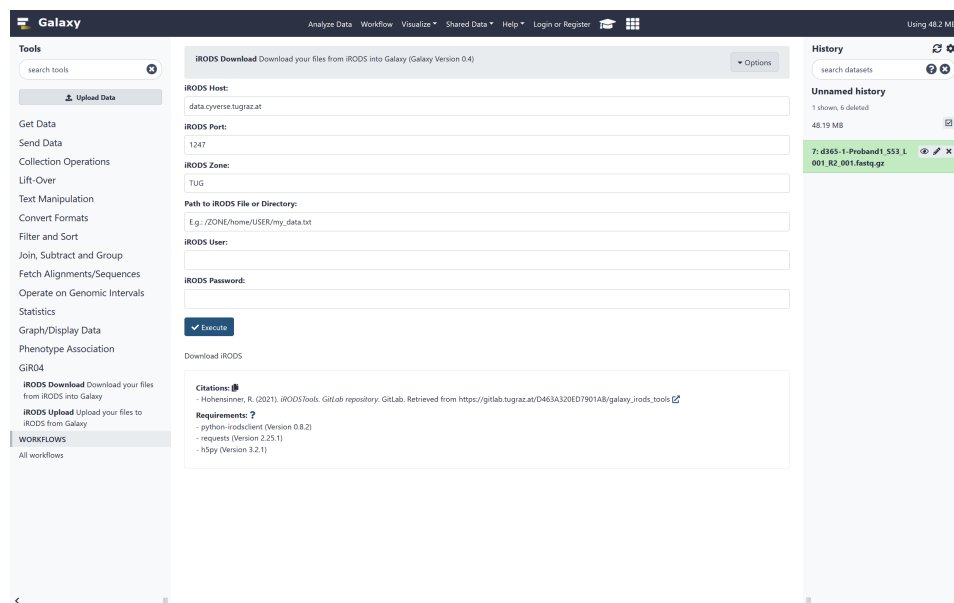 Galaxy
Analyze Data Workflow Visualize Shared Data Help Login or Register
Using 48.2 MB
Tools
search tools
Upload Data
Get Data
Send Data
Collection Operations
Lift-Over
Text Manipulation
Convert Formats
Filter and Sort
Join, Subtract and Group
Fetch Alignments/Sequences
Operate on Genomic Intervals
Statistics
Graph/Display Data
Phenotype Association
GiR04
iRODS Download Download your files
from iRODS into Galaxy
iRODS Upload Upload your files to
iRODS from Galaxy
WORKFLOWS
All workflows
iRODS Download Download your files from iRODS into Galaxy (Galaxy Version 0.4)
Options
iRODS Host:
data.cyverse.tugraz.at
iRODS Port:
1247
iRODS Zone:
TUG
Path to iRODS File or Directory:
E.g.: /ZONE/home/USER/my_data.txt
iRODS User:
iRODS Password:
Execute
Download iRODS
Citations:
- Hohensinner, R. (2021). iRODSTools. GitLab repository. GitLab. Retrieved from https://gitlab.tugraz.at/D463A320ED7901AB/galaxy_irods_tools
Requirements: ?
- python-irodsclient (Version 0.8.2)
- requests (Version 2.25.1)
- h5py (Version 3.2.1)
History
search datasets
Unnamed history
1 shown, 6 deleted
48.19 MB
7: d365-1-Proband1_S53_L
001_R2_001.fastq.gz